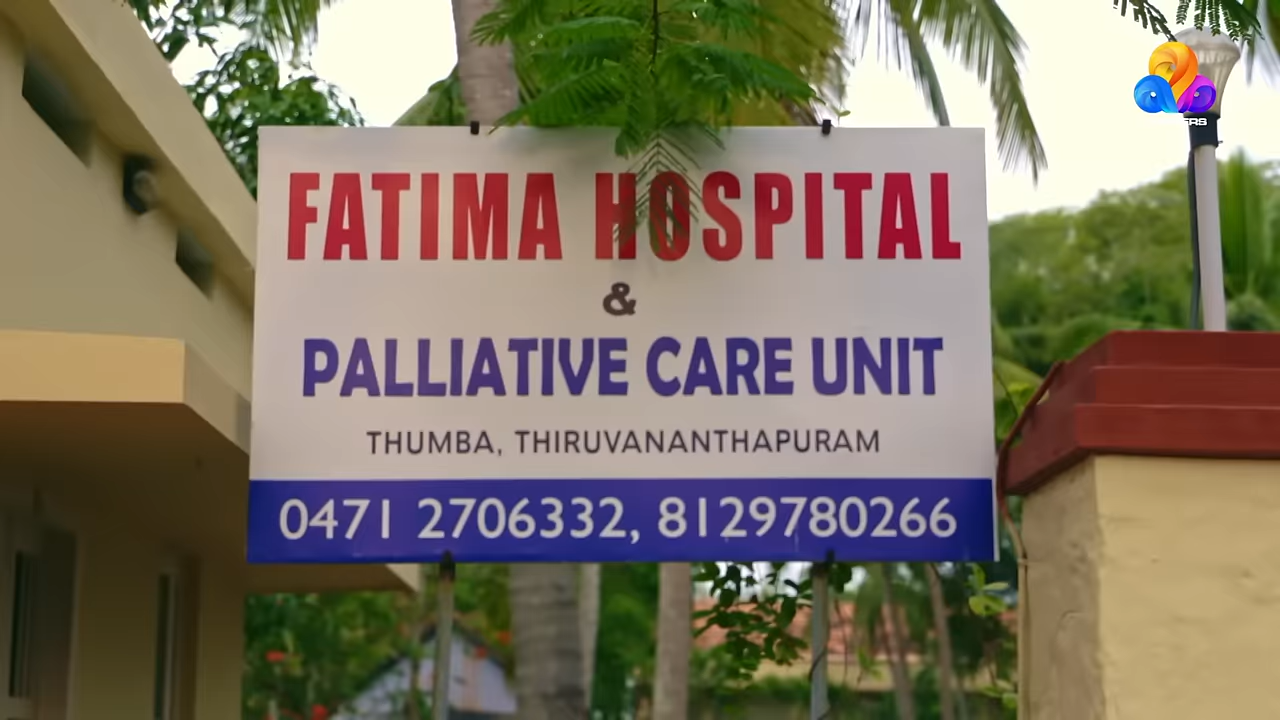 FATIMA HOSPITAL
&
PALLIATIVE CARE UNIT
THUMBA, THIRUVANANTHAPURAM
0471 2706332, 8129780266